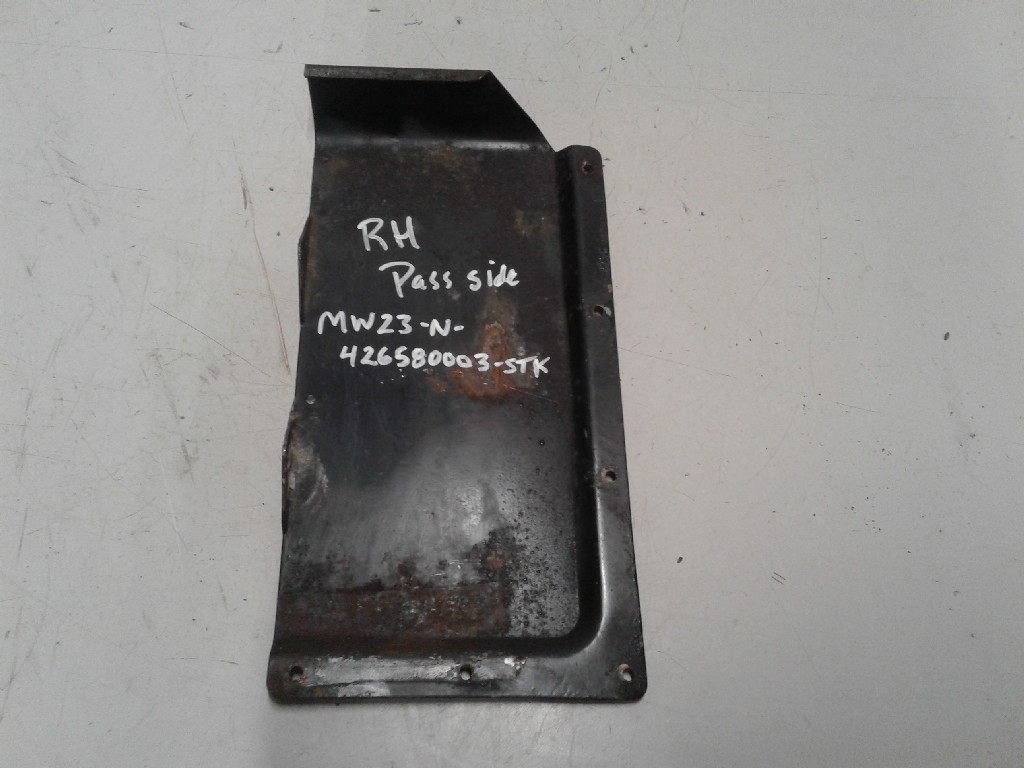 RH
Pass side
MW23-N-
426580003-STK